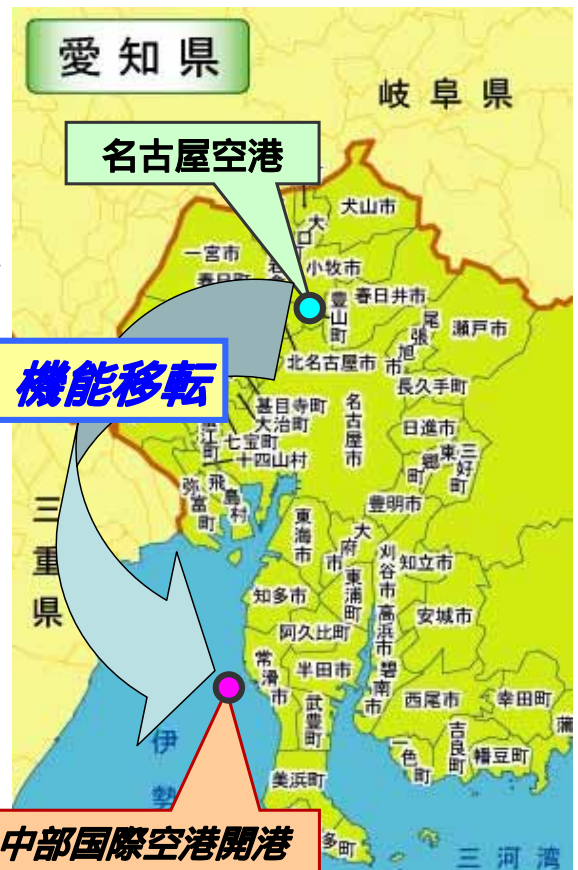 愛知県
岐阜県
名古屋空港
犬山市
大口
一宮市
小牧市
春日町
春日井市
豊山町
尾張旭市
瀬戸市
機能移転
北名古屋市
長久手町
甚目寺町
名古屋市
大治町
日進市
七宝町
東郷町
三好町
十四山村
飛島村
弥富町
豊明市
三重県
東海市
大府市
刈谷市
知立市
知多市
東浦町
高浜市
安城市
阿久比町
常滑市
半田市
碧南市
西尾市
幸田町
蒲
武豊町
吉良町
一色町
幡豆町
伊勢
美浜町
中部国際空港開港
多町
三河湾